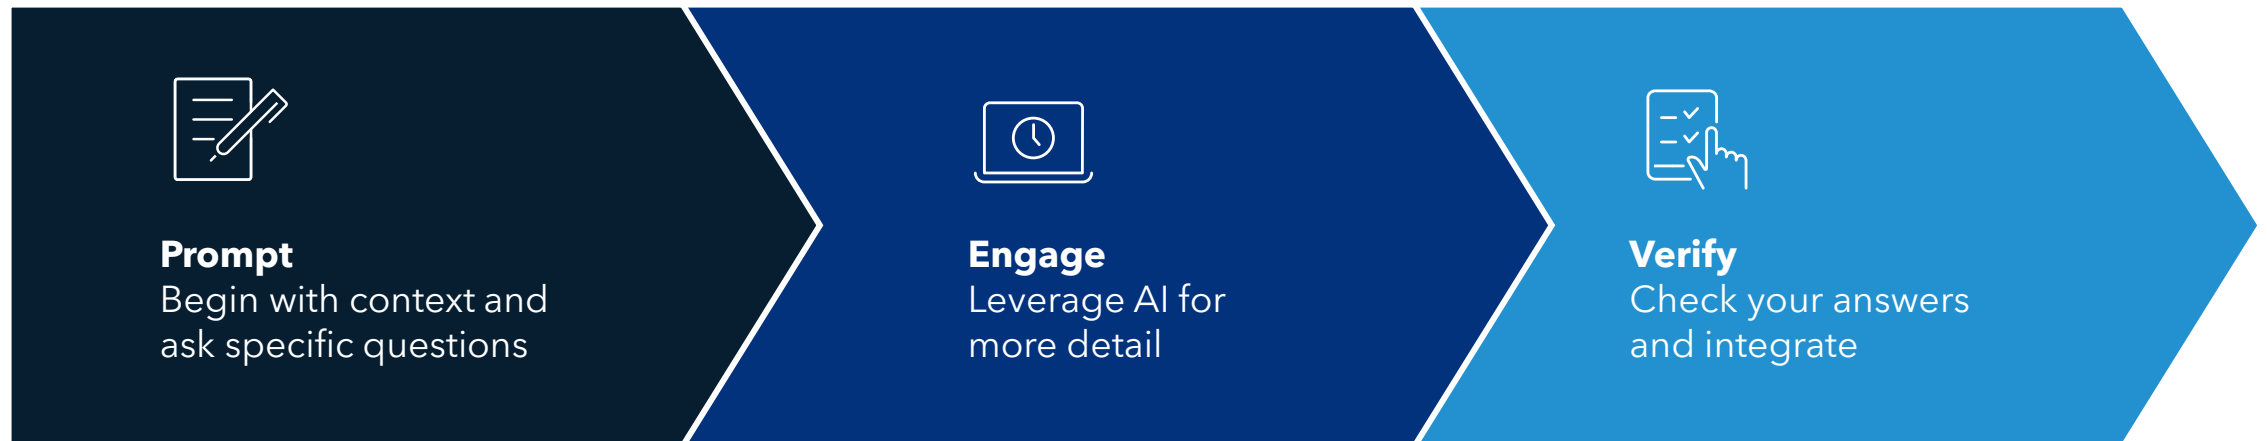 Prompt
Begin with context and
ask specific questions
Engage
Leverage AI for
more detail
Verify
Check your answers
and integrate